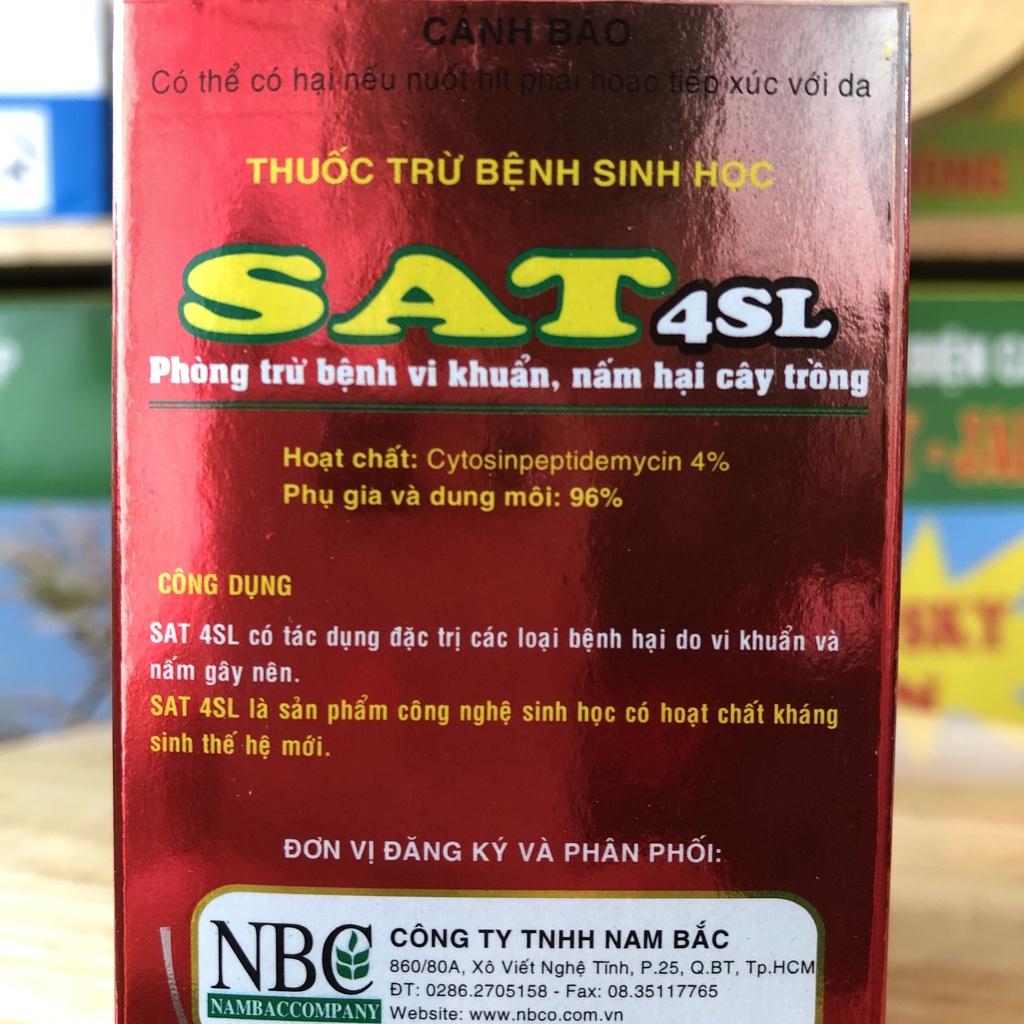 CẢNH BÁO
Có thể có hại nếu nuốt hít phải hoặc tiếp xúc với da
THUỐC TRỪ BỆNH SINH HỌC
SAT 4SL
Phòng trừ bệnh vi khuẩn, nấm hại cây trồng
Hoạt chất: Cytosinpeptidemycin 4%
Phụ gia và dung môi: 96%
CÔNG DỤNG
SAT 4SL có tác dụng đặc trị các loại bệnh hại do vi khuẩn và
nấm gây nên.
SAT 4SL là sản phẩm công nghệ sinh học có hoạt chất kháng
sinh thế hệ mới.
ĐƠN VỊ ĐĂNG KÝ VÀ PHÂN PHỐI:
NBC
NAMBACCOMPANY
CÔNG TY TNHH NAM BẮC
860/80A, Xô Viết Nghệ Tĩnh, P.25, Q.BT, Tp.HCM
ĐT: 0286.2705158 - Fax: 08.35117765
Website: www.nbco.com.vn